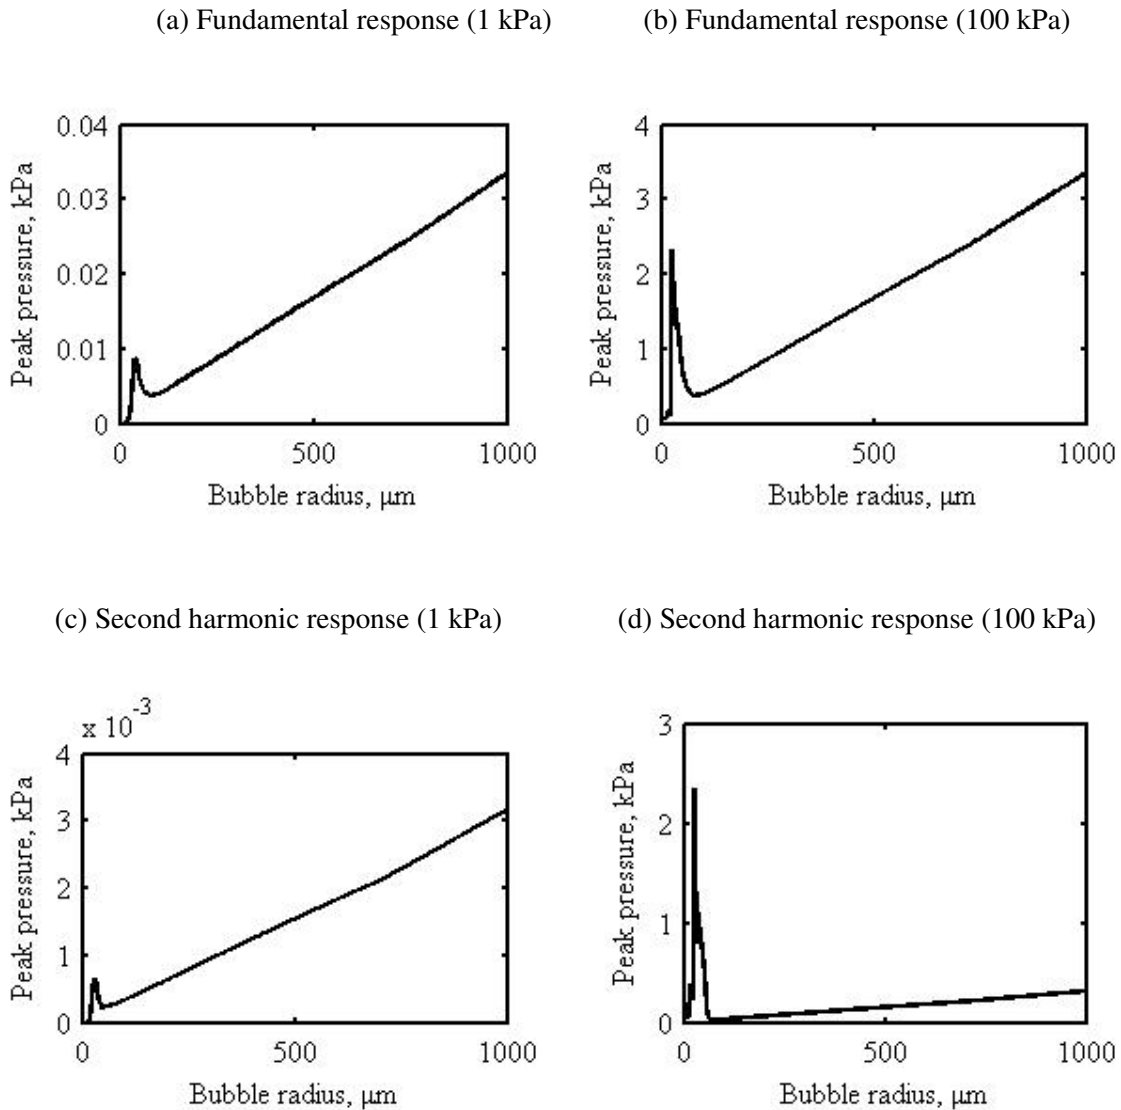 (a) Fundamental response (1 kPa)
(b) Fundamental response (100 kPa)
0.04
0.03
0.02
0.01
0
Peak pressure, kPa
0 500 1000
Bubble radius, μm
4
3
2
1
0
Peak pressure, kPa
0 500 1000
Bubble radius, μm
(c) Second harmonic response (1 kPa)
(d) Second harmonic response (100 kPa)
x 10-3
4
3
2
1
0
Peak pressure, kPa
0 500 1000
Bubble radius, μm
3
2
1
0
Peak pressure, kPa
0 500 1000
Bubble radius, μm